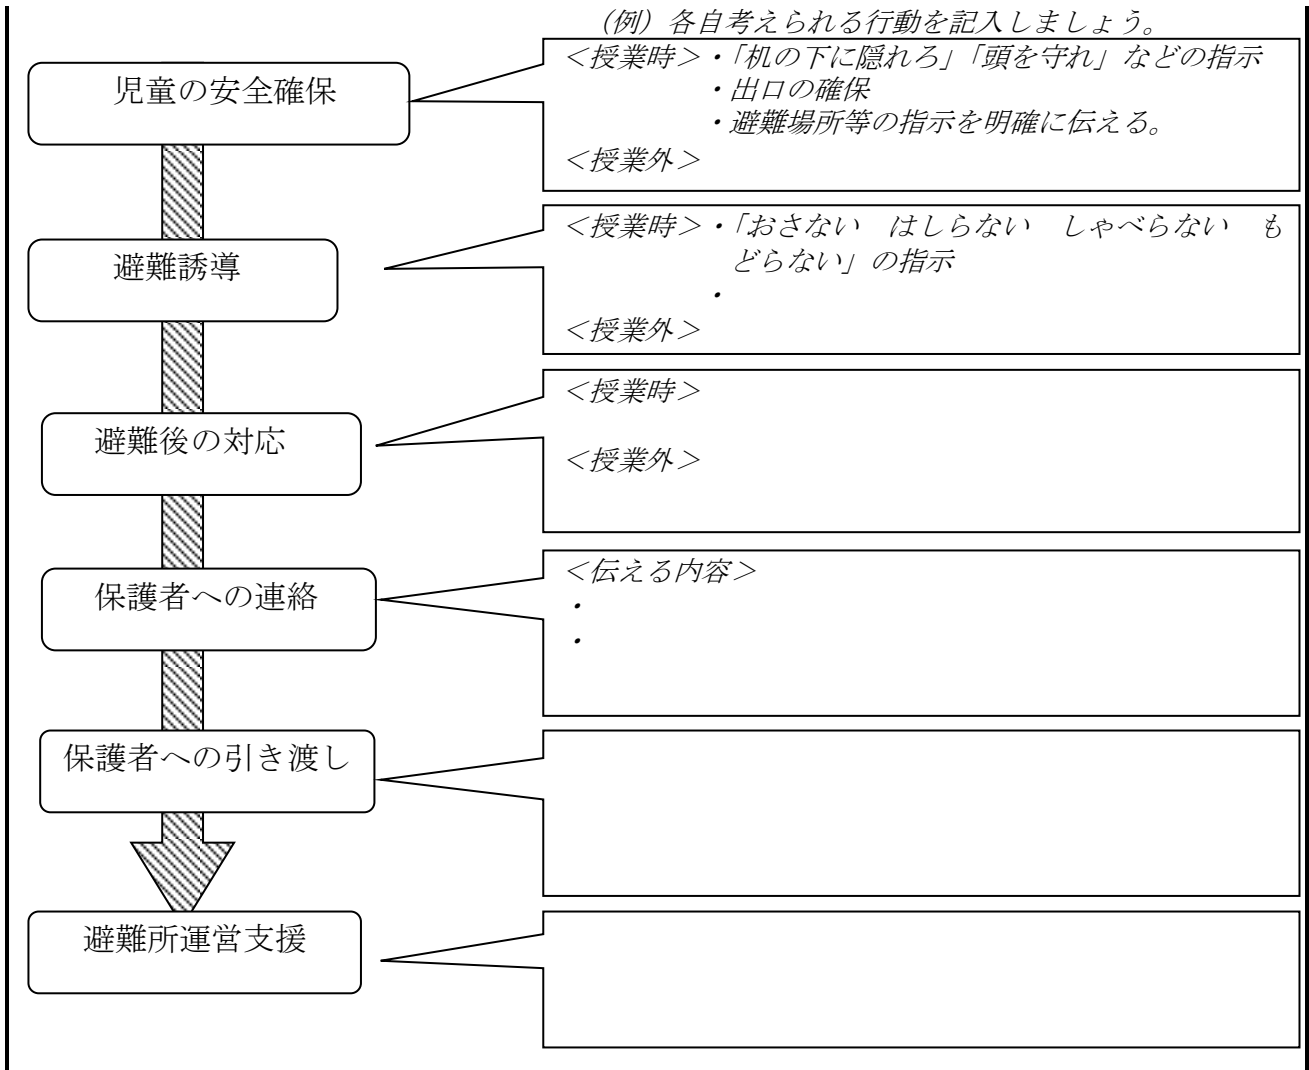 （例）各自考えられる行動を記入しましょう。
児童の安全確保
＜授業時＞・「机の下に隠れろ」「頭を守れ」などの指示
・出口の確保
・避難場所等の指示を明確に伝える。
＜授業外＞
避難誘導
＜授業時＞・「おさない　はしらない　しゃべらない　も
どらない」の指示
・
＜授業外＞
避難後の対応
＜授業時＞
＜授業外＞
保護者への連絡
＜伝える内容＞
・
・
保護者への引き渡し
避難所運営支援